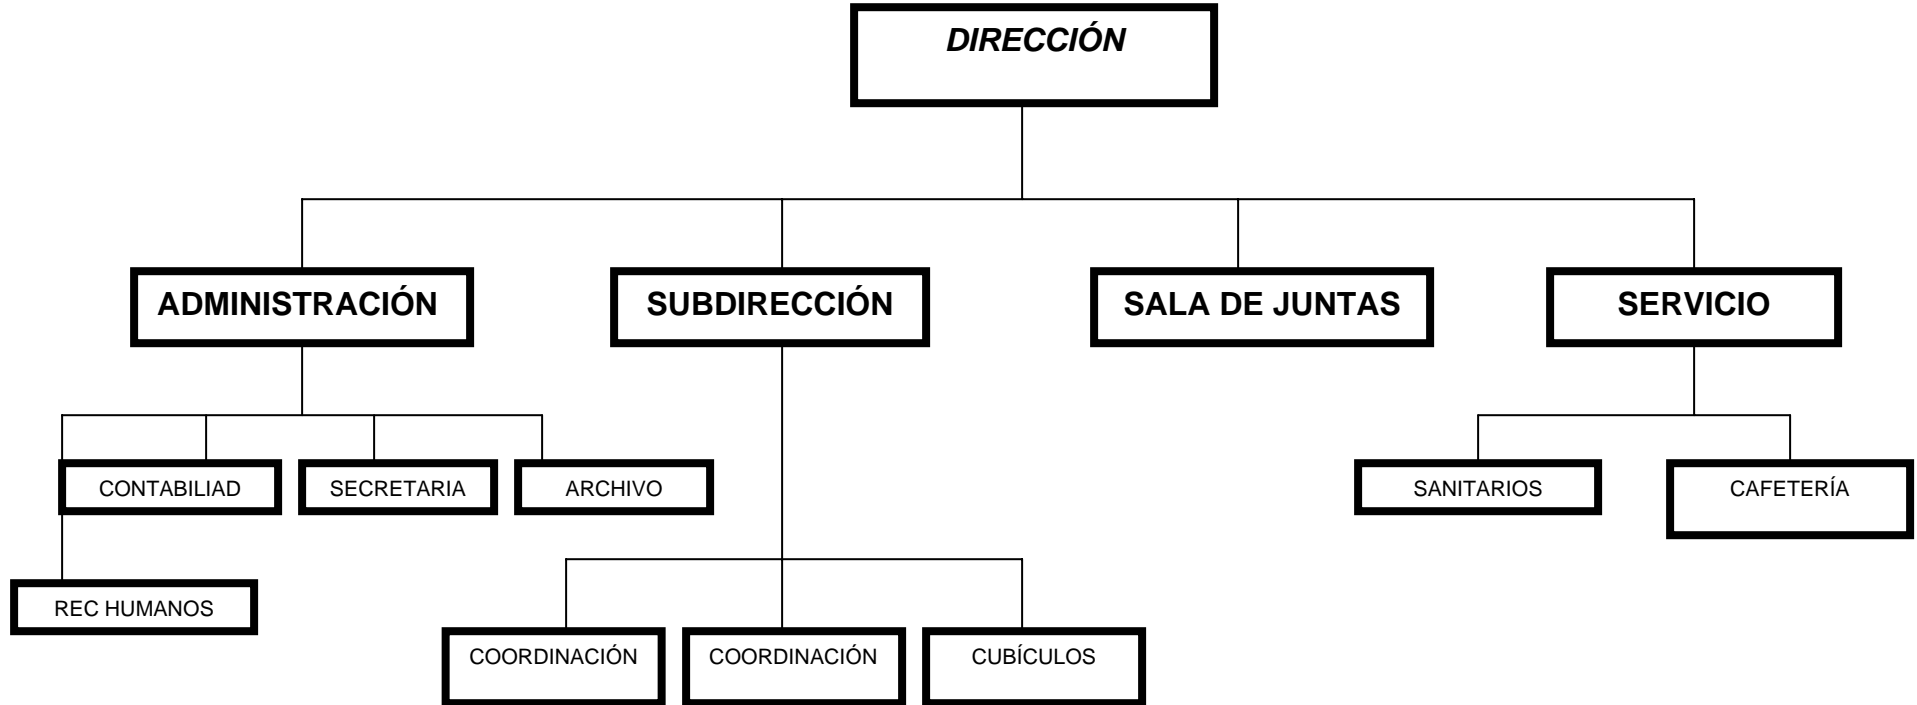 DIRECCIÓN
ADMINISTRACIÓN
SUBDIRECCIÓN
SALA DE JUNTAS
SERVICIO
CONTABILIAD
SECRETARIA
ARCHIVO
SANITARIOS
CAFETERÍA
REC HUMANOS
COORDINACIÓN
COORDINACIÓN
CUBÍCULOS